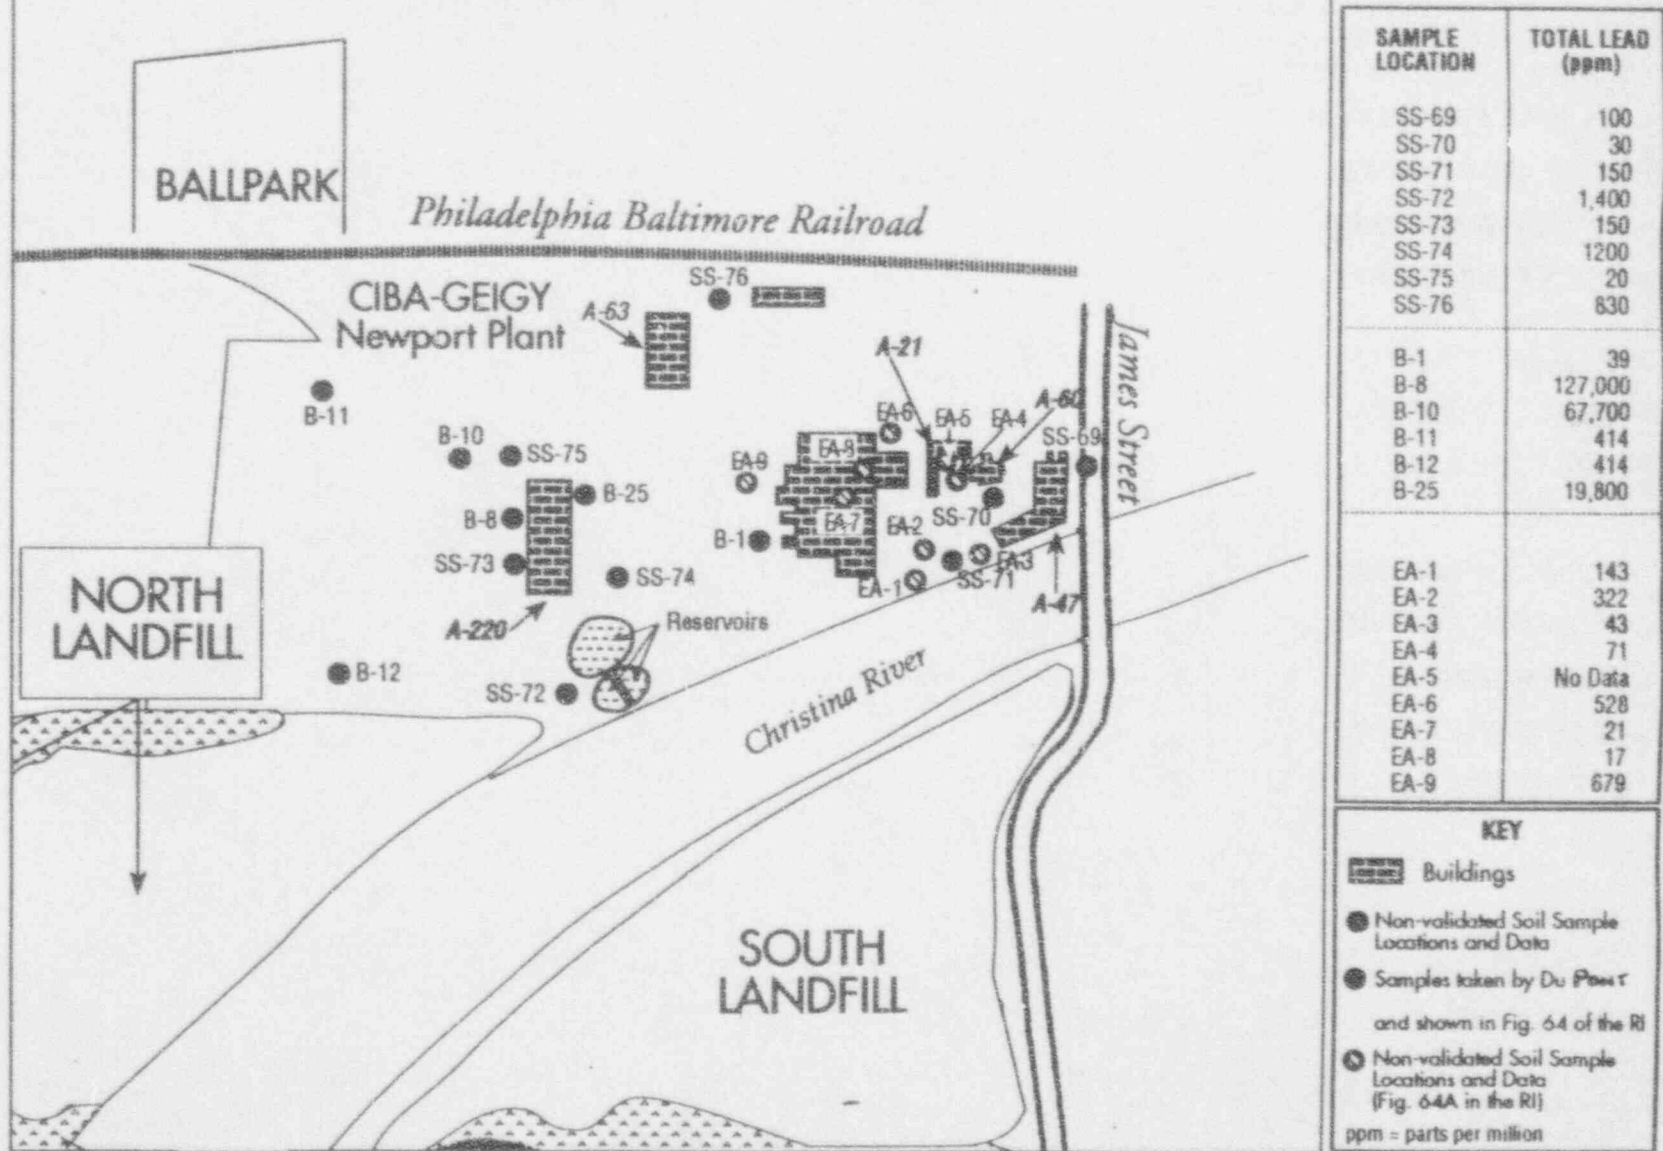 BALLPARK
Philadelphia Baltimore Railroad
CIBA-GEIGY
Newport Plant
SS-76
A-63
A-21
James Street
B-11
EA-6
EA-5
EA-4
A-60
SS-69
B-10
SS-75
EA-9
EA-8
B-25
B-8
SS-70
EA-7
EA-2
B-1
SS-73
SS-74
EA-3
SS-71
EA-1
A-47
NORTH
LANDFILL
A-220
Reservoirs
B-12
SS-72
Christina River
SOUTH
LANDFILL
SAMPLE LOCATION TOTAL LEAD (ppm)
SS-69 100
SS-70 30
SS-71 150
SS-72 1,400
SS-73 150
SS-74 1200
SS-75 20
SS-76 830
B-1 39
B-8 127,000
B-10 67,700
B-11 414
B-12 414
B-25 19,800
EA-1 143
EA-2 322
EA-3 43
EA-4 71
EA-5 No Data
EA-6 528
EA-7 21
EA-8 17
EA-9 679
KEY
Buildings
Non-validated Soil Sample
Locations and Data
Samples taken by Du Pont
and shown in Fig. 64 of the RI
Non-validated Soil Sample
Locations and Data
(Fig. 64A in the RI)
ppm = parts per million